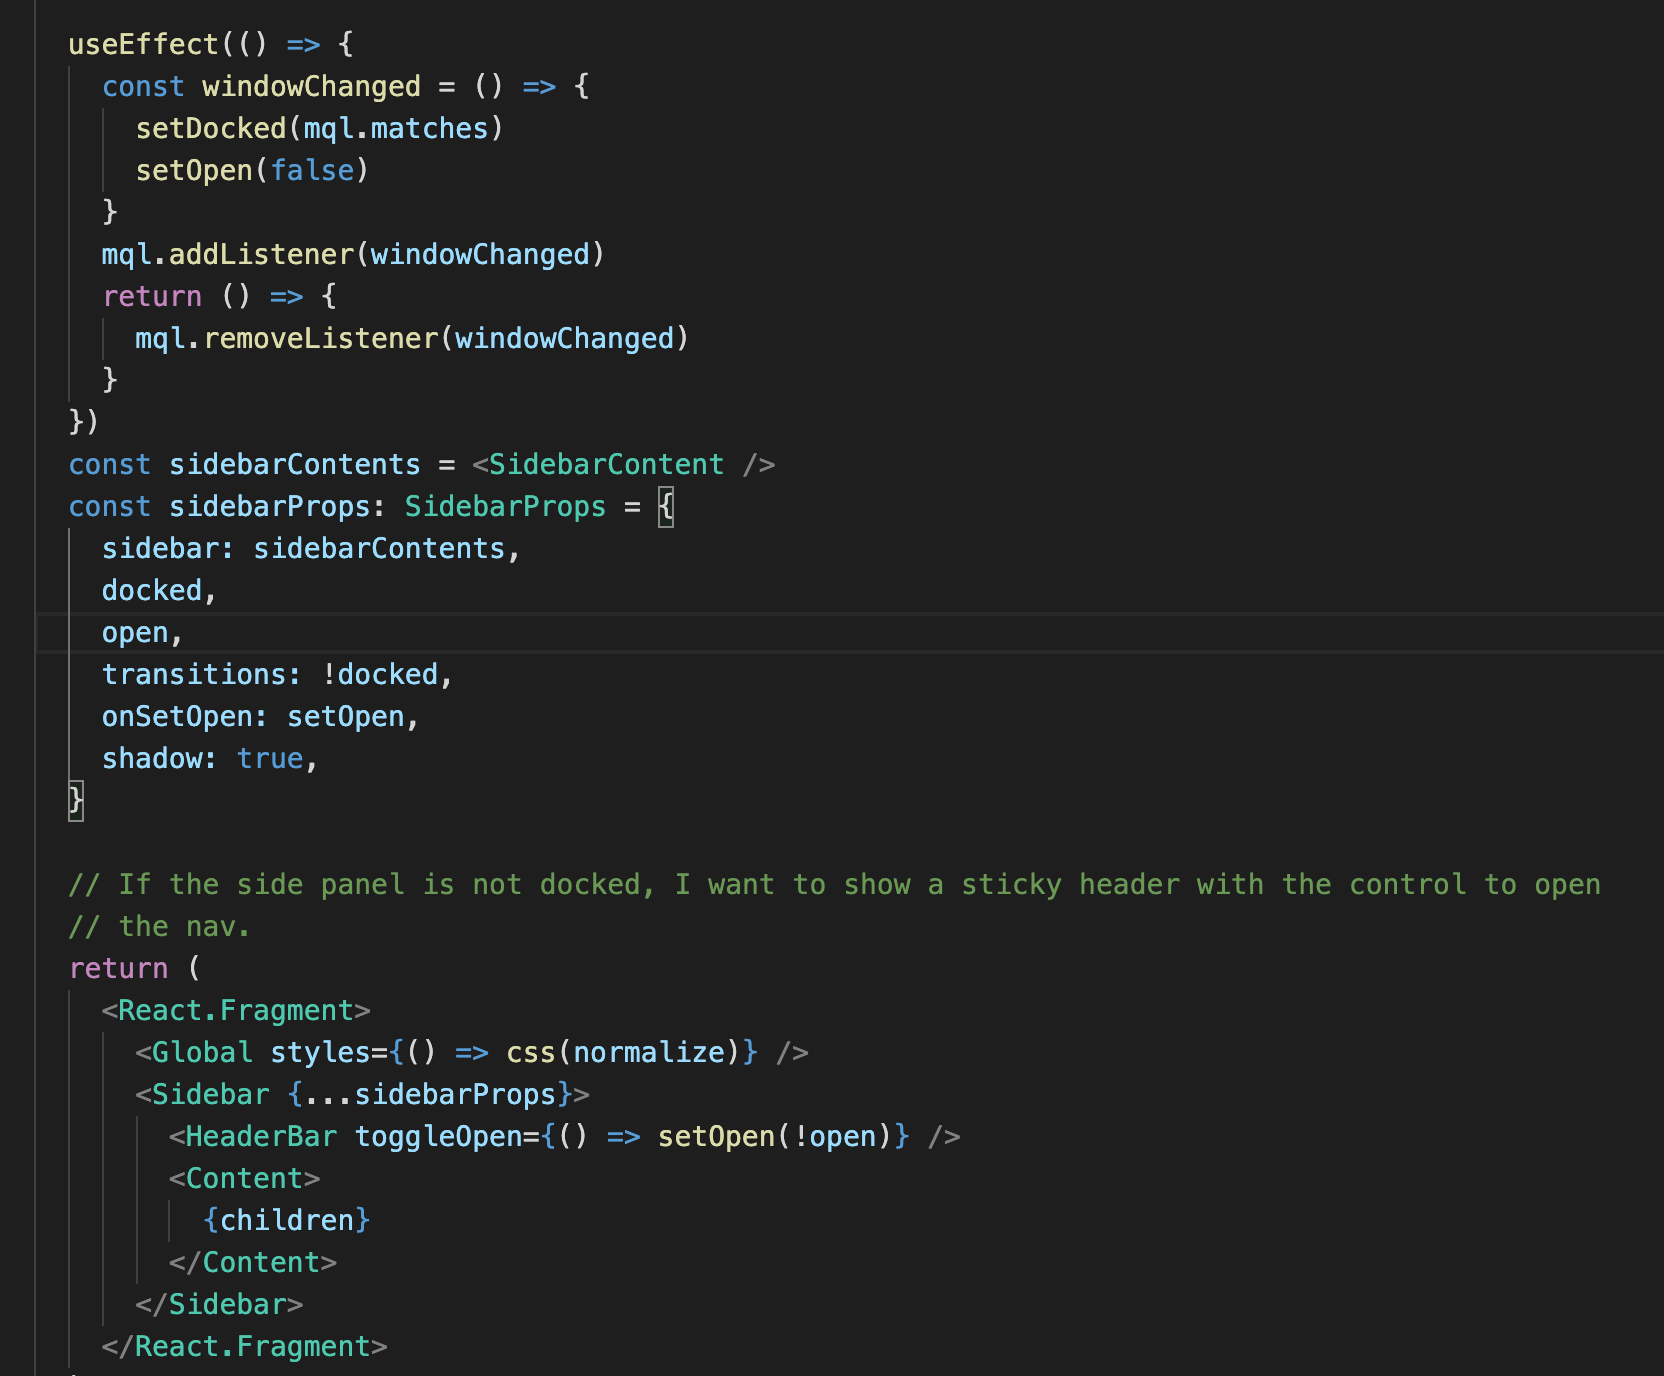 useEffect(() => {
const windowChanged = () => {
setDocked(mql.matches)
setOpen(false)
}
mql.addListener(windowChanged)
return () => {
mql.removeListener(windowChanged)
}
})
const sidebarContents = <SidebarContent />
const sidebarProps: SidebarProps = {
sidebar: sidebarContents,
docked,
open,
transitions: !docked,
onSetOpen: setOpen,
shadow: true,
}
// If the side panel is not docked, I want to show a sticky header with the control to open
// the nav.
return (
<React.Fragment>
<Global styles={() => css(normalize)} />
<Sidebar {...sidebarProps}>
<HeaderBar toggleOpen={() => setOpen(!open)} />
<Content>
{children}
</Content>
</Sidebar>
</React.Fragment>